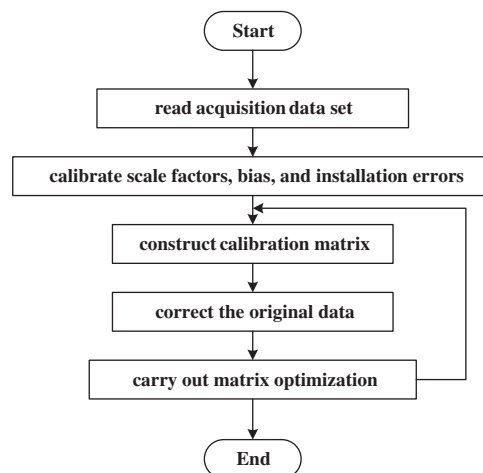 Start
read acquisition data set
calibrate scale factors, bias, and installation errors
construct calibration matrix
correct the original data
carry out matrix optimization
End